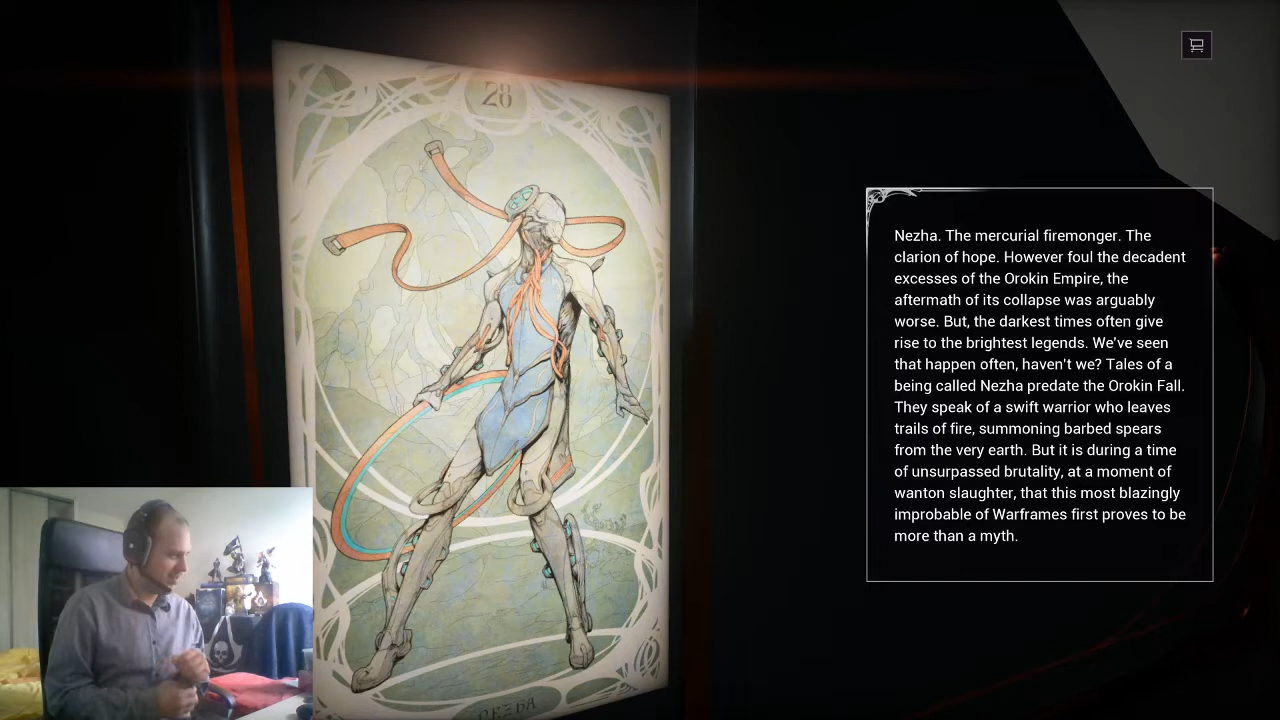 28
Nezha. The mercurial firemonger. The
clarion of hope. However foul the decadent
excesses of the Orokin Empire, the
aftermath of its collapse was arguably
worse. But, the darkest times often give
rise to the brightest legends. We've seen
that happen often, haven't we? Tales of a
being called Nezha predate the Orokin Fall.
They speak of a swift warrior who leaves
trails of fire, summoning barbed spears
from the very earth. But it is during a time
of unsurpassed brutality, at a moment of
wanton slaughter, that this most blazingly
improbable of Warframes first proves to be
more than a myth.